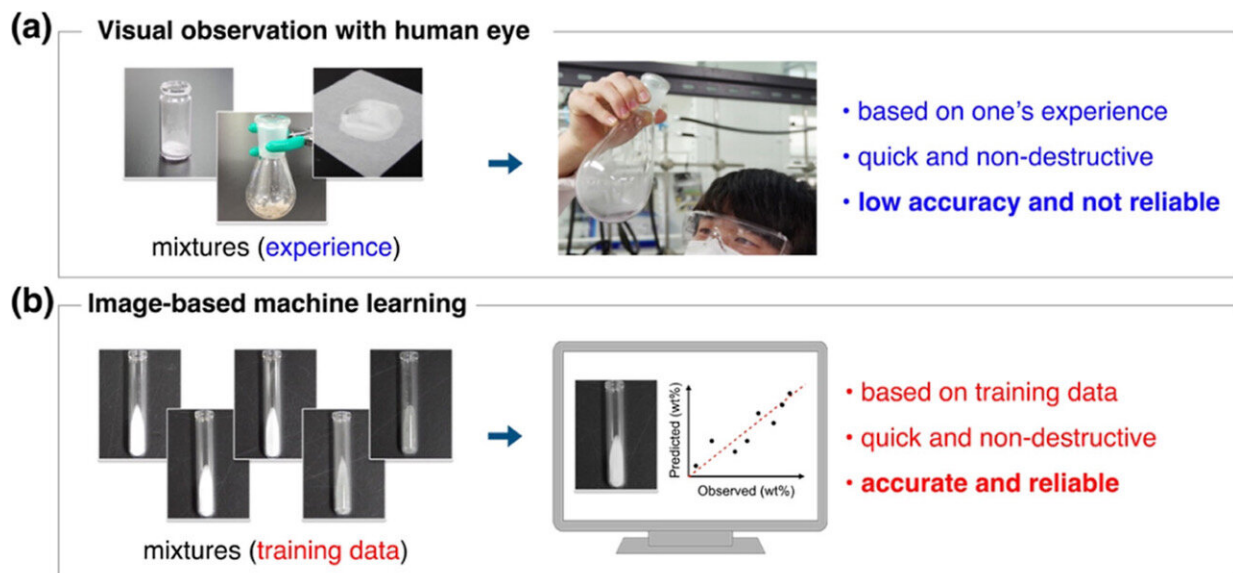 (a) Visual observation with human eye
mixtures (experience)
• based on one's experience
• quick and non-destructive
• low accuracy and not reliable
(b) Image-based machine learning
mixtures (training data)
Predicted (wt%)
Observed (wt%)
• based on training data
• quick and non-destructive
• accurate and reliable